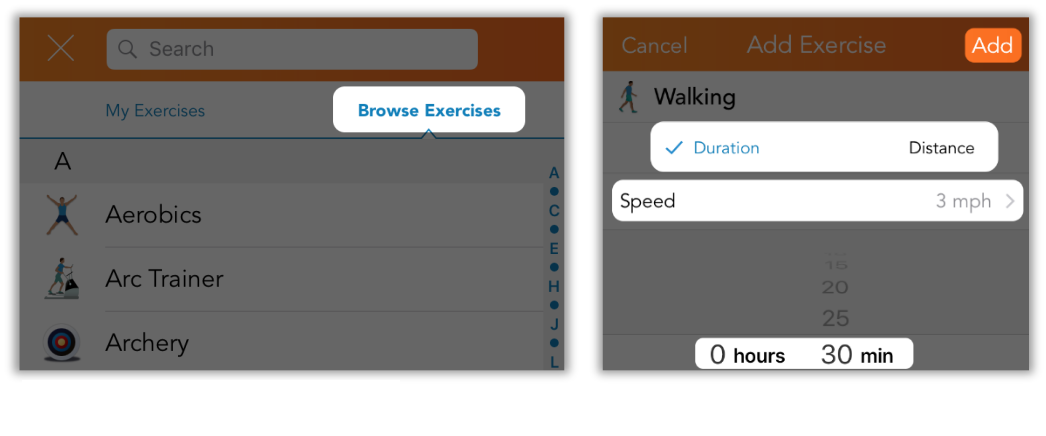 Search
My Exercises Browse Exercises
A
Aerobics
Arc Trainer
Archery
A
C
E
H
J
L
Cancel Add Exercise Add
Walking
Duration Distance
Speed 3 mph
15
20
25
0 hours 30 min